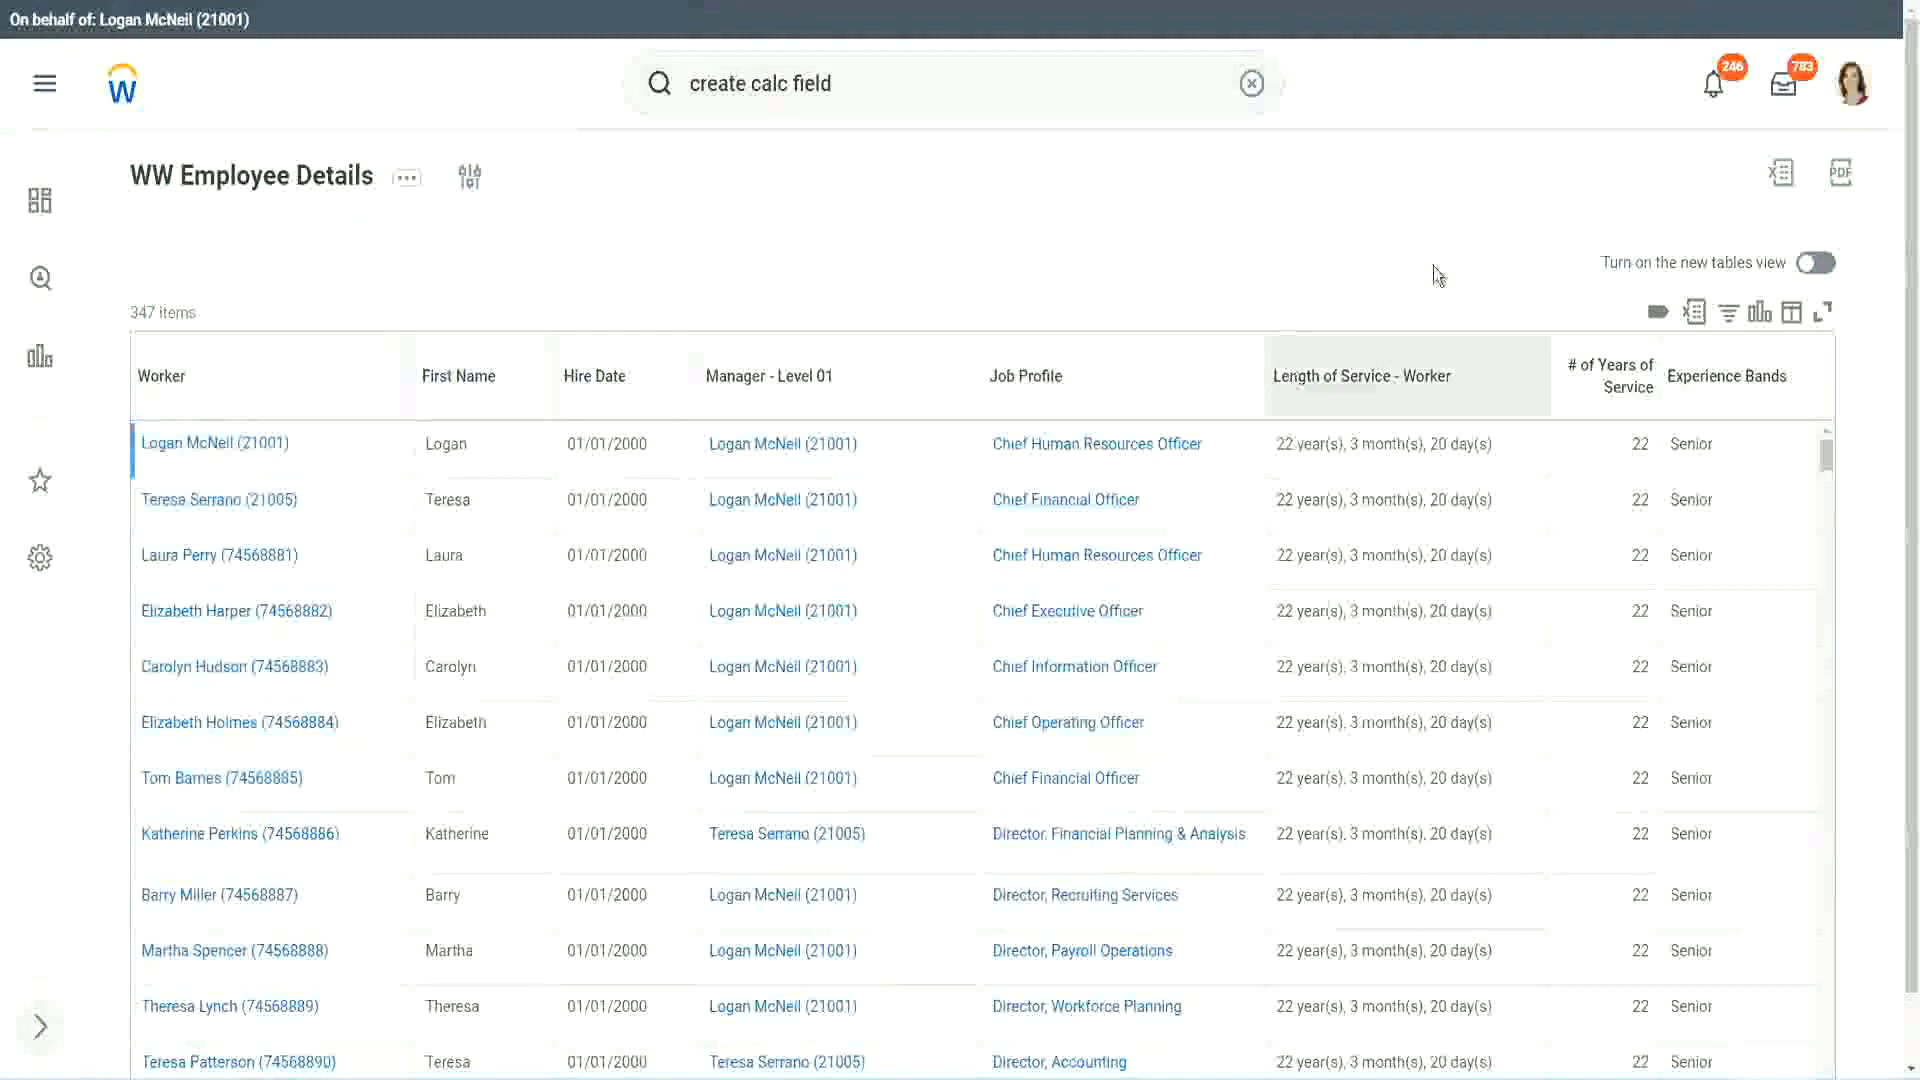 On behalf of: Logan McNeil (21001)
create calc field
246
783
WW Employee Details
PDF
Turn on the new tables view
347 items
Worker First Name Hire Date Manager - Level 01 Job Profile Length of Service - Worker # of Years of Service Experience Bands
Logan McNeil (21001) Logan 01/01/2000 Logan McNeil (21001) Chief Human Resources Officer 22 year(s), 3 month(s), 20 day(s) 22 Senior
Teresa Serrano (21005) Teresa 01/01/2000 Logan McNeil (21001) Chief Financial Officer 22 year(s), 3 month(s), 20 day(s) 22 Senior
Laura Perry (74568881) Laura 01/01/2000 Logan McNeil (21001) Chief Human Resources Officer 22 year(s), 3 month(s), 20 day(s) 22 Senior
Elizabeth Harper (74568882) Elizabeth 01/01/2000 Logan McNeil (21001) Chief Executive Officer 22 year(s), 3 month(s), 20 day(s) 22 Senior
Carolyn Hudson (74568883) Carolyn 01/01/2000 Logan McNeil (21001) Chief Information Officer 22 year(s), 3 month(s), 20 day(s) 22 Senior
Elizabeth Holmes (74568884) Elizabeth 01/01/2000 Logan McNeil (21001) Chief Operating Officer 22 year(s), 3 month(s), 20 day(s) 22 Senior
Tom Barnes (74568885) Tom 01/01/2000 Logan McNeil (21001) Chief Financial Officer 22 year(s), 3 month(s), 20 day(s) 22 Senior
Katherine Perkins (74568886) Katherine 01/01/2000 Teresa Serrano (21005) Director, Financial Planning & Analysis 22 year(s), 3 month(s), 20 day(s) 22 Senior
Barry Miller (74568887) Barry 01/01/2000 Logan McNeil (21001) Director, Recruiting Services 22 year(s), 3 month(s), 20 day(s) 22 Senior
Martha Spencer (74568888) Martha 01/01/2000 Logan McNeil (21001) Director, Payroll Operations 22 year(s), 3 month(s), 20 day(s) 22 Senior
Theresa Lynch (74568889) Theresa 01/01/2000 Logan McNeil (21001) Director, Workforce Planning 22 year(s), 3 month(s), 20 day(s) 22 Senior
Teresa Patterson (74568890) Teresa 01/01/2000 Teresa Serrano (21005) Director, Accounting 22 year(s), 3 month(s), 20 day(s) 22 Senior